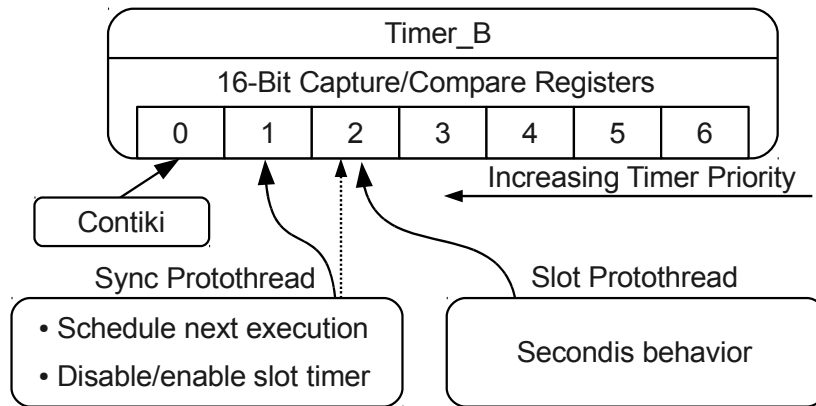 Timer_B
16-Bit Capture/Compare Registers
0 1 2 3 4 5 6
Increasing Timer Priority
Contiki
Sync Protothread
• Schedule next execution
• Disable/enable slot timer
Slot Protothread
Secondis behavior